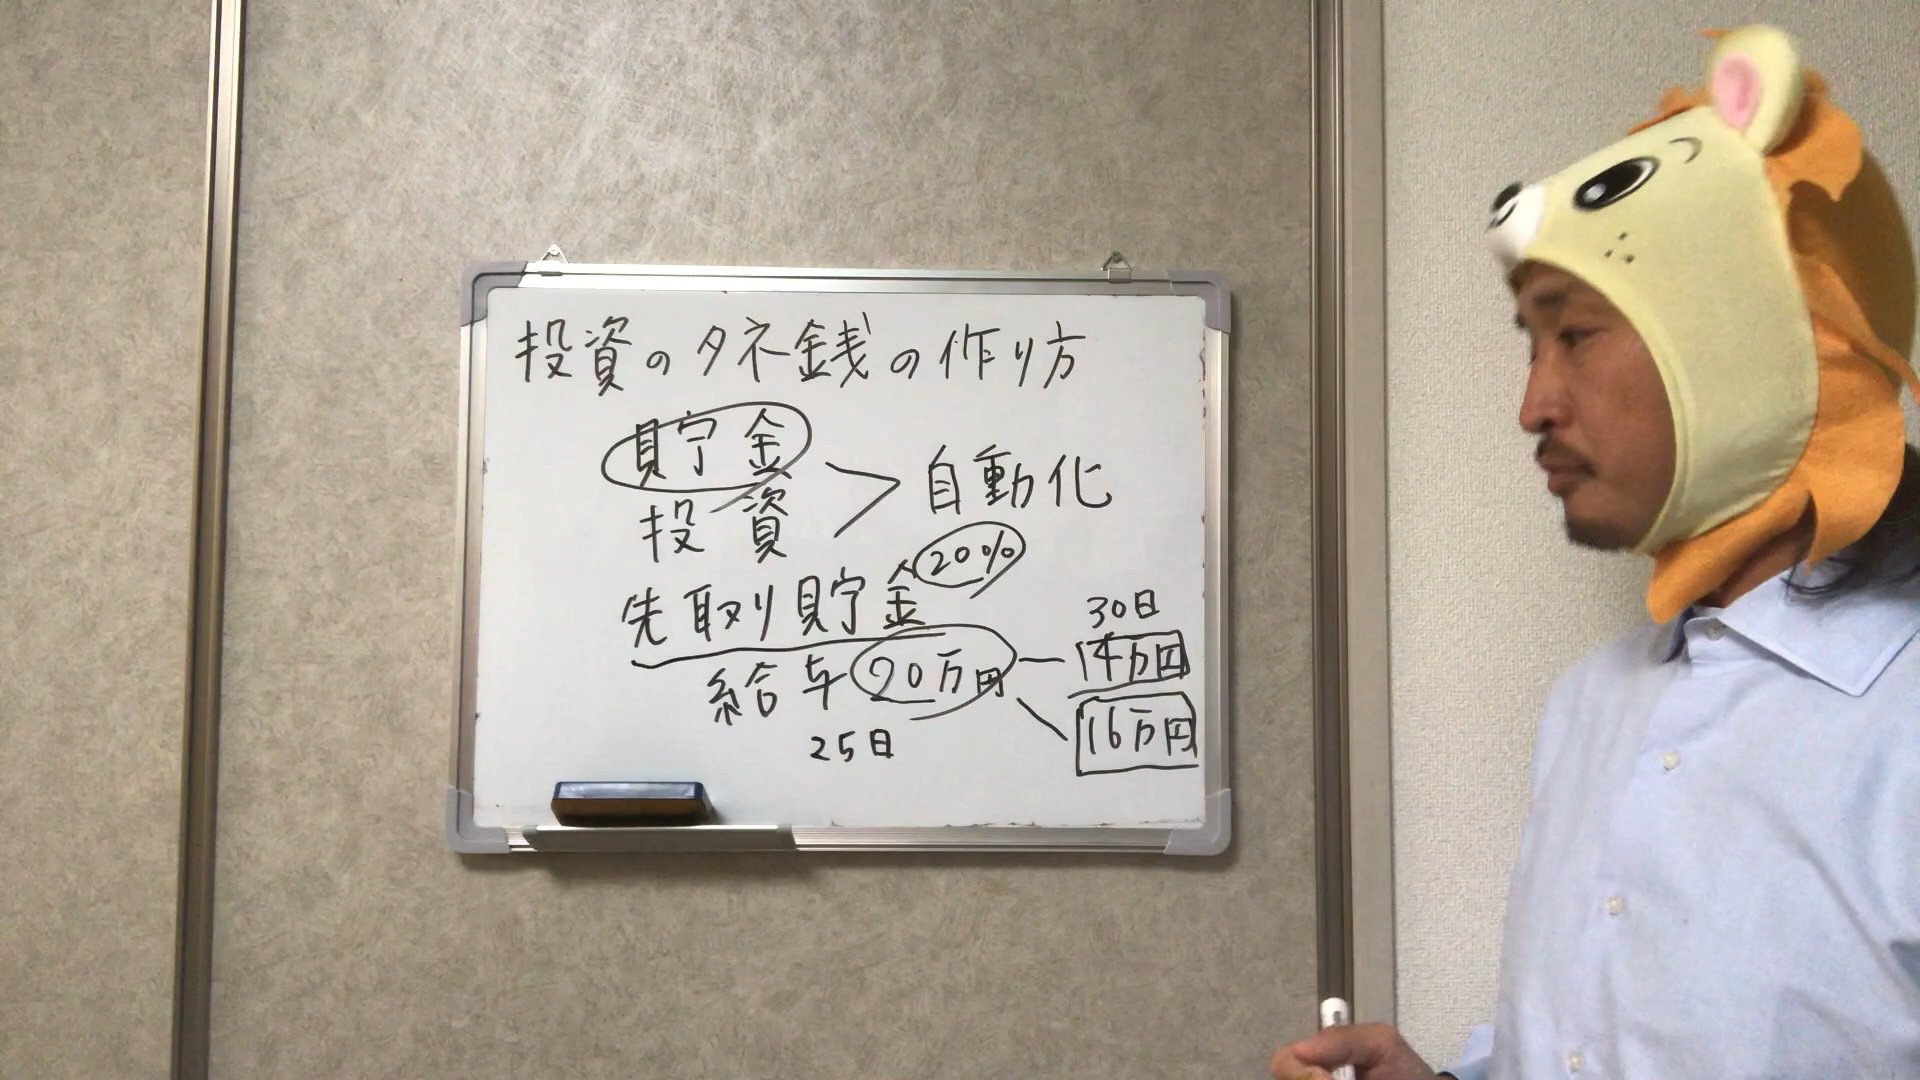 投資のタネ銭の作り方
貯金
投資
＞自動化
先取り貯金 20%
給与 20万円
25日
30日
14万円
16万円